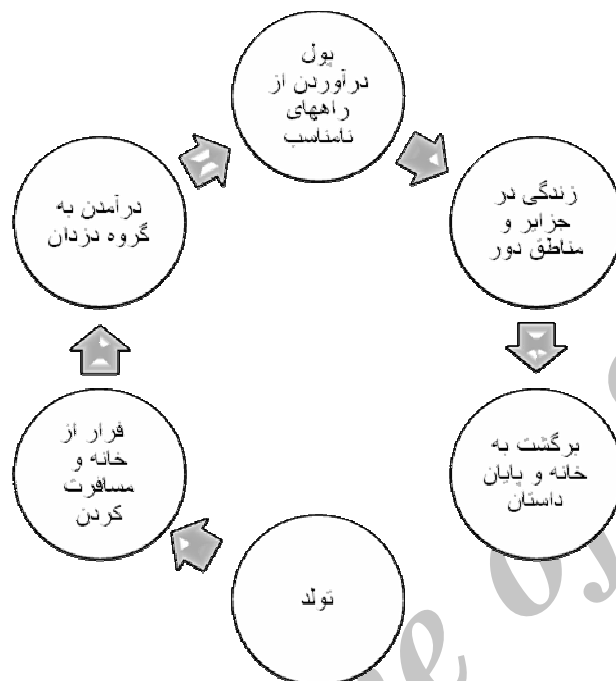 پول
درآوردن از
راههای
نامناسب
زندگی در
جزایر و
مناطق دور
برگشت به
خانه و پایان
داستان
تولد
فرار از
خانه و
مسافرت
کردن
درآمدن به
گروه دزدان